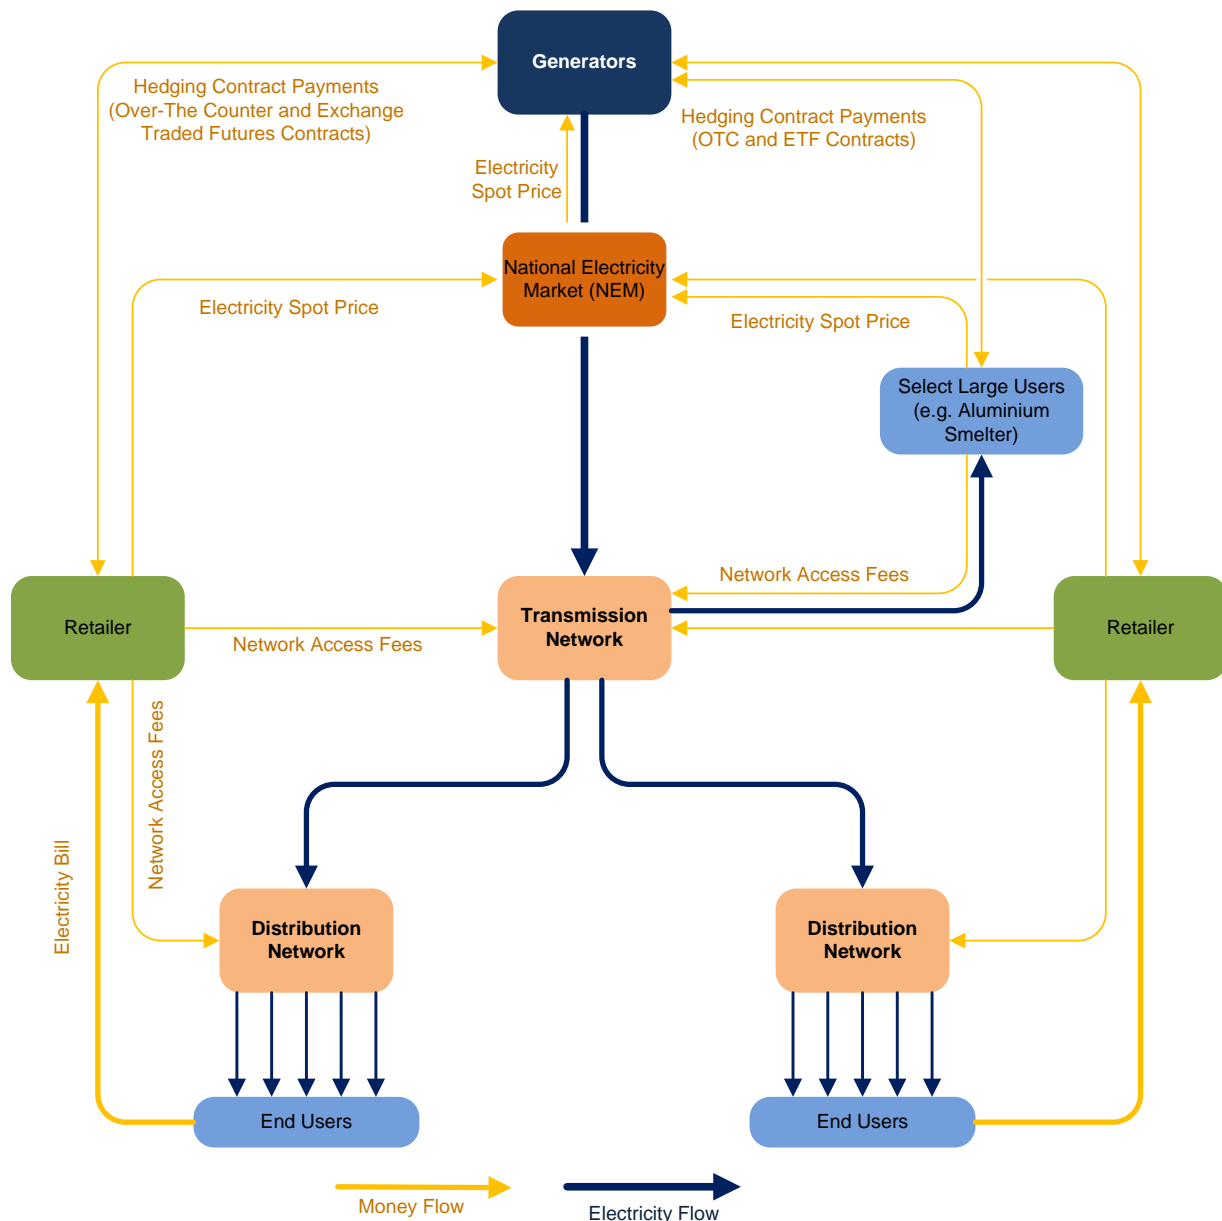 Generators
Hedging Contract Payments
(Over-The Counter and Exchange
Traded Futures Contracts)
Hedging Contract Payments
(OTC and ETF Contracts)
Electricity
Spot Price
National Electricity
Market (NEM)
Electricity Spot Price
Electricity Spot Price
Select Large Users
(e.g. Aluminium
Smelter)
Network Access Fees
Retailer
Transmission
Network
Retailer
Network Access Fees
Network Access Fees
Electricity Bill
Distribution
Network
Distribution
Network
End Users
End Users
Money Flow
Electricity Flow